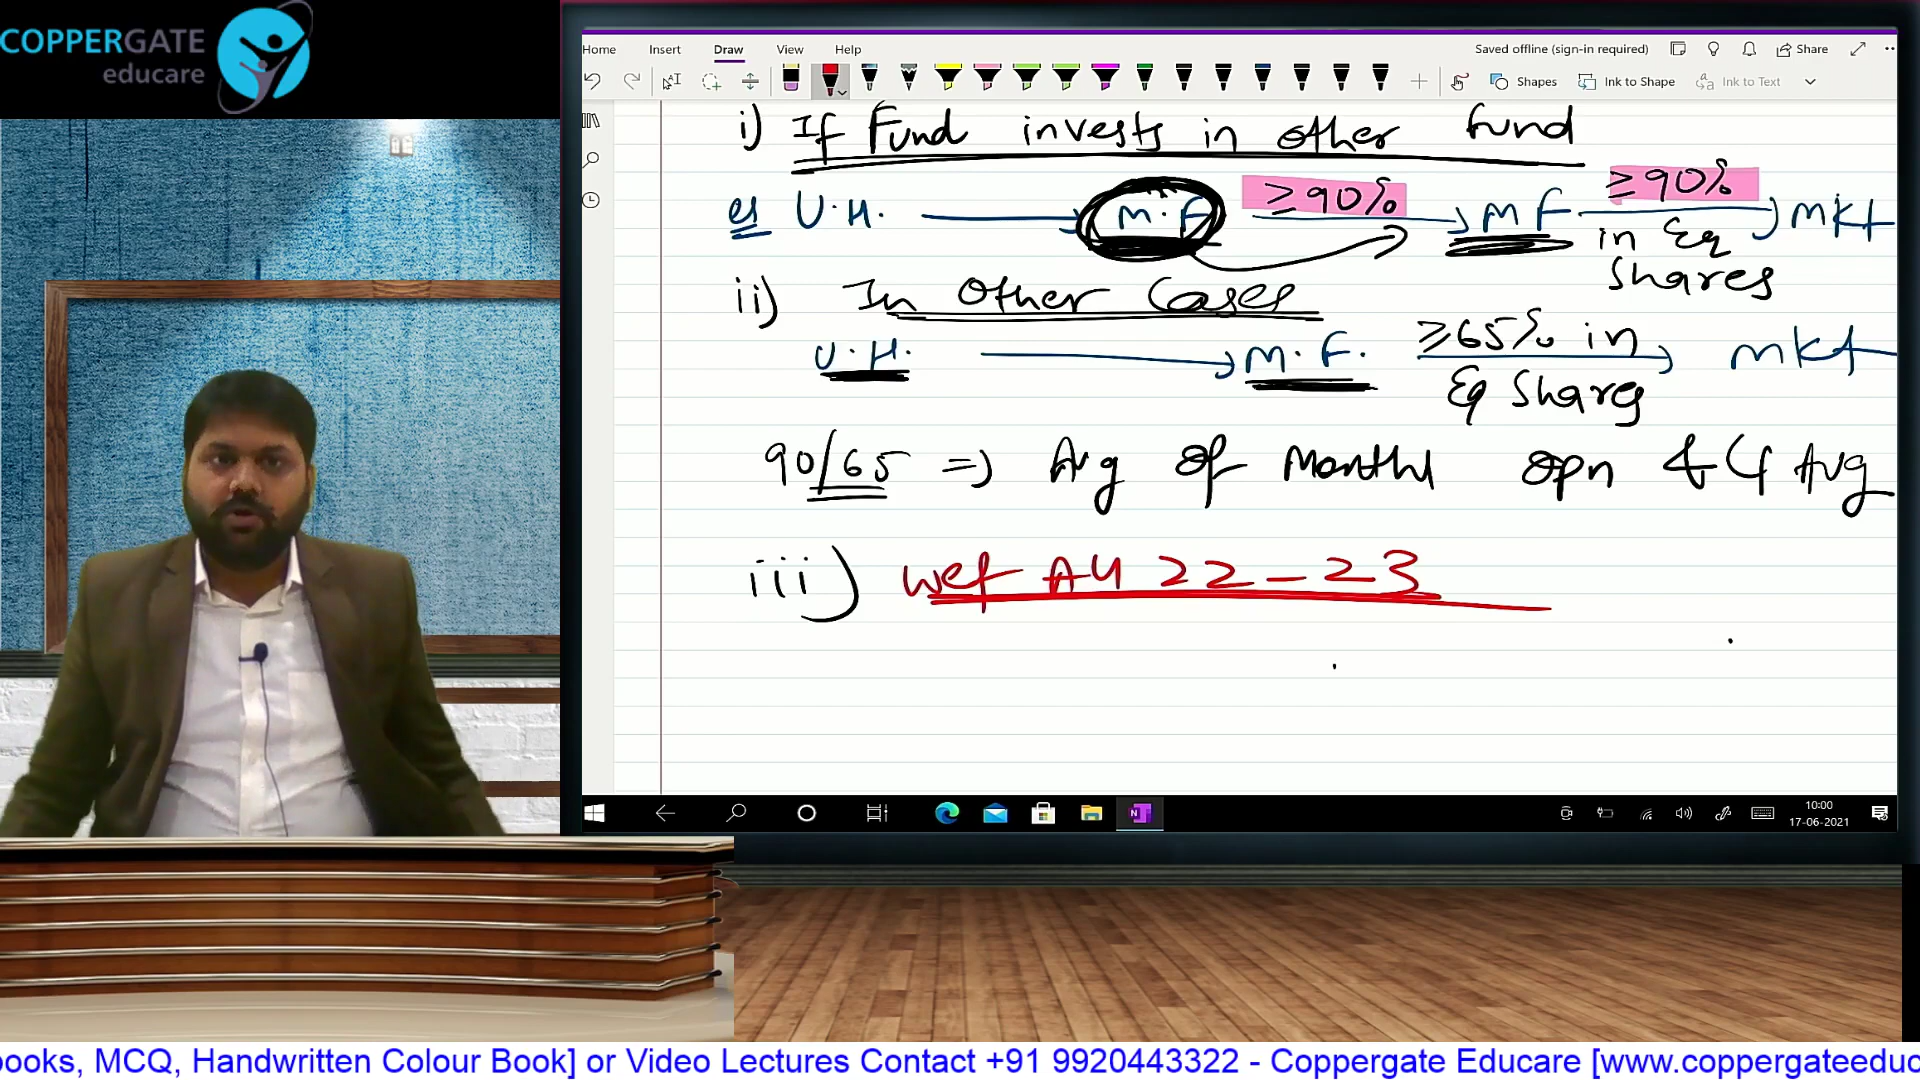 COPPERGATE
educare
Home Insert Draw View Help
Saved offline (sign-in required) Share
Shapes Ink to Shape Ink to Text
i) If Fund invests in other fund
eg U.H. M.F ≥90% MF ≥90% mkt
in Eq
Shares
ii) In Other Cases
U.H. M.F. ≥65% in mkt
Eq Shares
90/65 => Avg of Monthl opn & Avg
iii) wef AY 22-23
10:00
17-06-2021
ooks, MCQ, Handwritten Colour Book] or Video Lectures Contact +91 9920443322 - Coppergate Educare [www.coppergateeduc